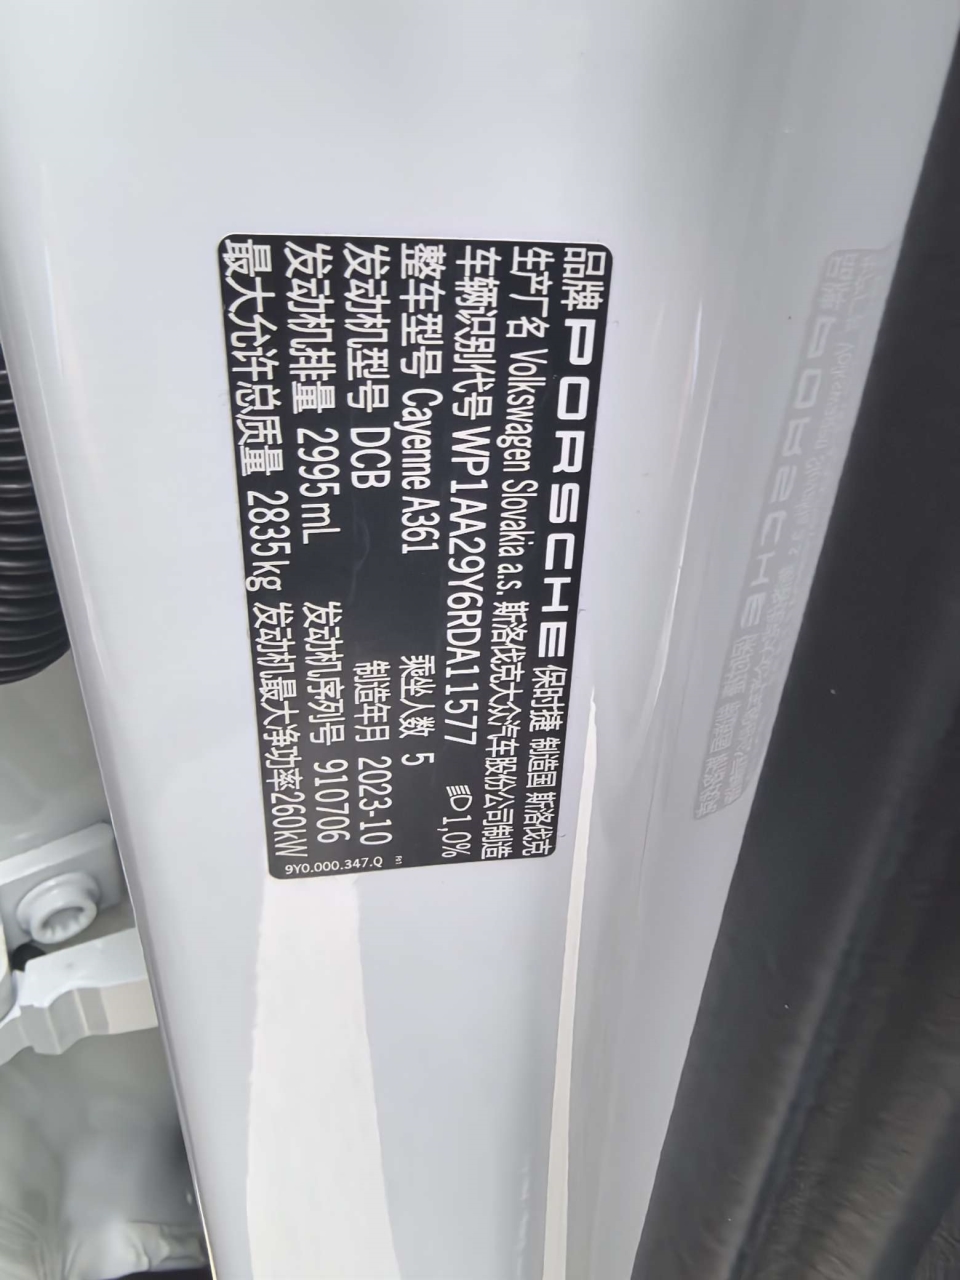 品牌 PORSCHE 保时捷 制造国 斯洛伐克
生产厂名 Volkswagen Slovakia a.s. 斯洛伐克大众汽车股份公司制造
车辆识别代号 WP1AA29Y6RDA11577 1,0%
整车型号 Cayenne A361 乘坐人数 5
发动机型号 DCB 制造年月 2023-10
发动机排量 2995mL 发动机序列号 910706
最大允许总质量 2835kg 发动机最大净功率260kW
9Y0.000.347.Q